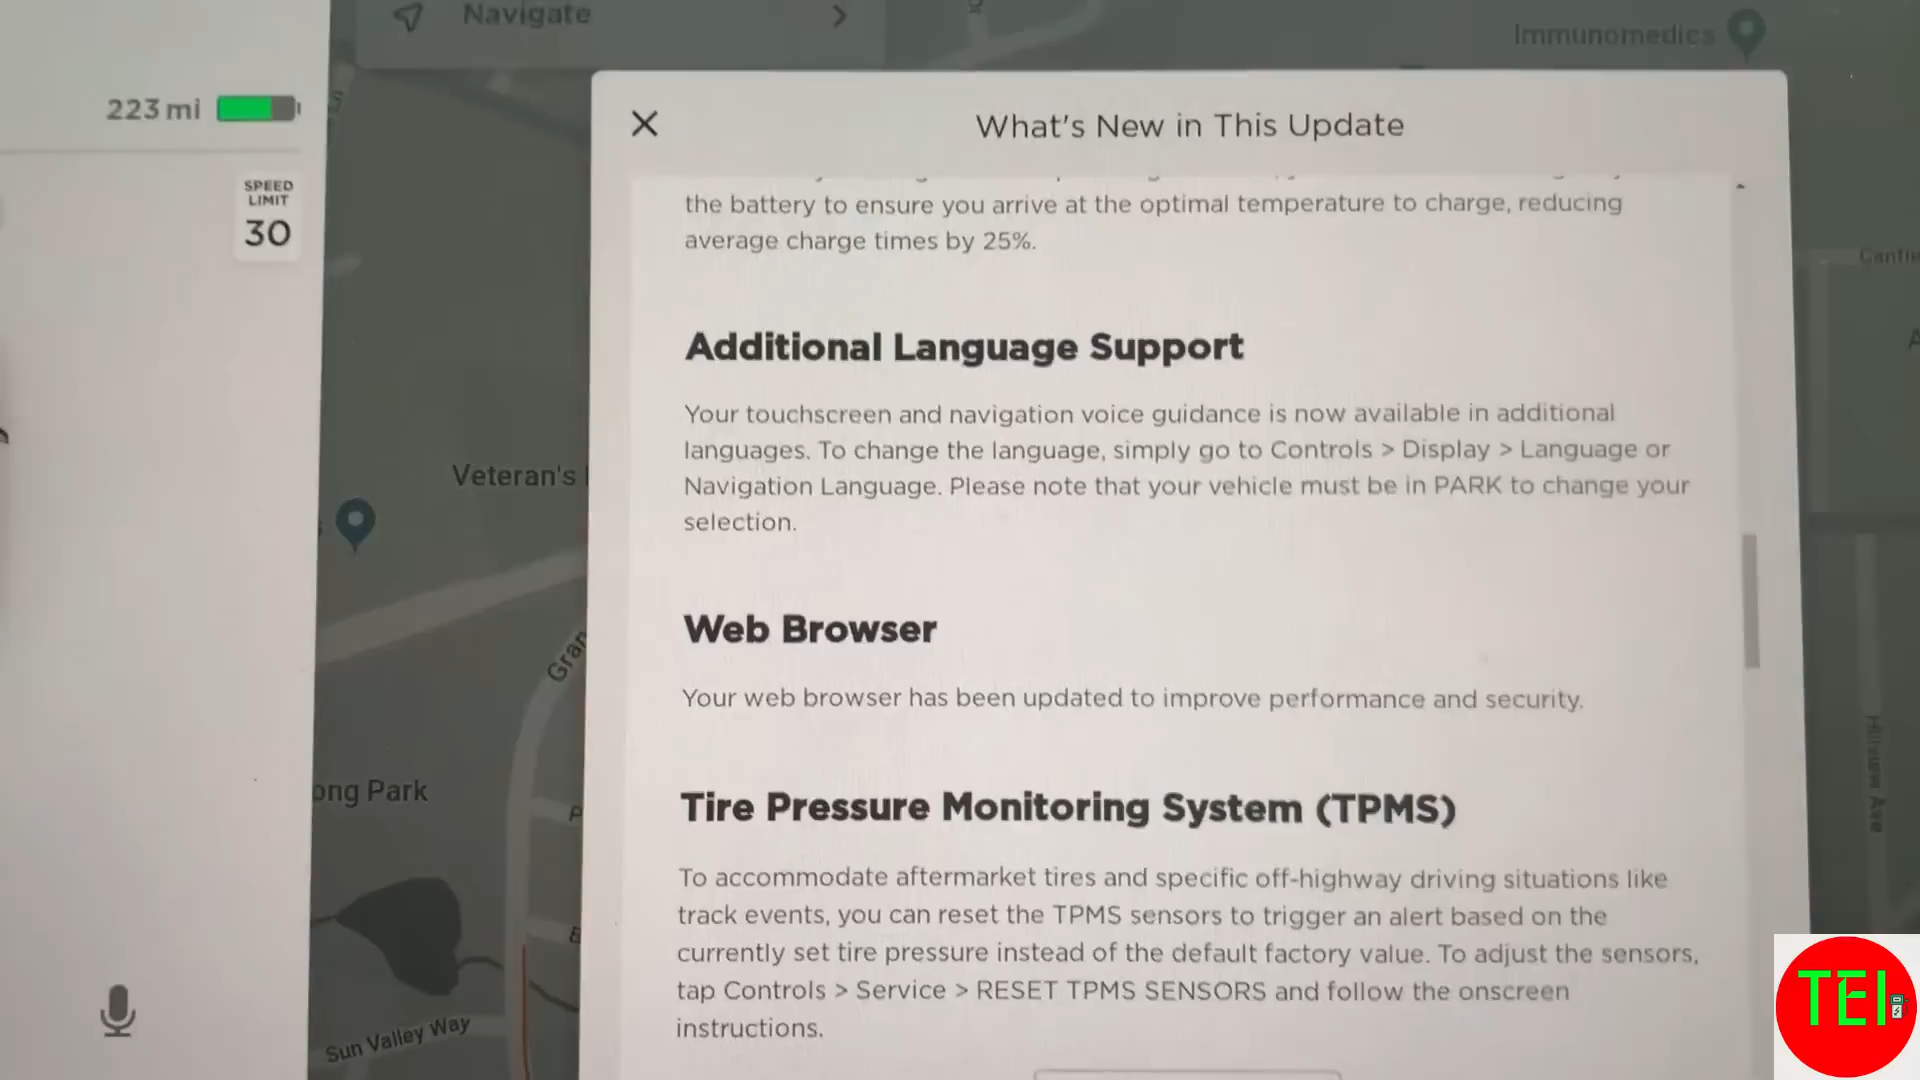 Navigate
Immunomedics
223 mi
SPEED
LIMIT
30
What's New in This Update
the battery to ensure you arrive at the optimal temperature to charge, reducing
average charge times by 25%.
Additional Language Support
Your touchscreen and navigation voice guidance is now available in additional
languages. To change the language, simply go to Controls > Display > Language or
Navigation Language. Please note that your vehicle must be in PARK to change your
selection.
Veteran's
Web Browser
Your web browser has been updated to improve performance and security.
Tire Pressure Monitoring System (TPMS)
To accommodate aftermarket tires and specific off-highway driving situations like
track events, you can reset the TPMS sensors to trigger an alert based on the
currently set tire pressure instead of the default factory value. To adjust the sensors,
tap Controls > Service > RESET TPMS SENSORS and follow the onscreen
instructions.
Gran
ong Park
Sun Valley Way
TEI